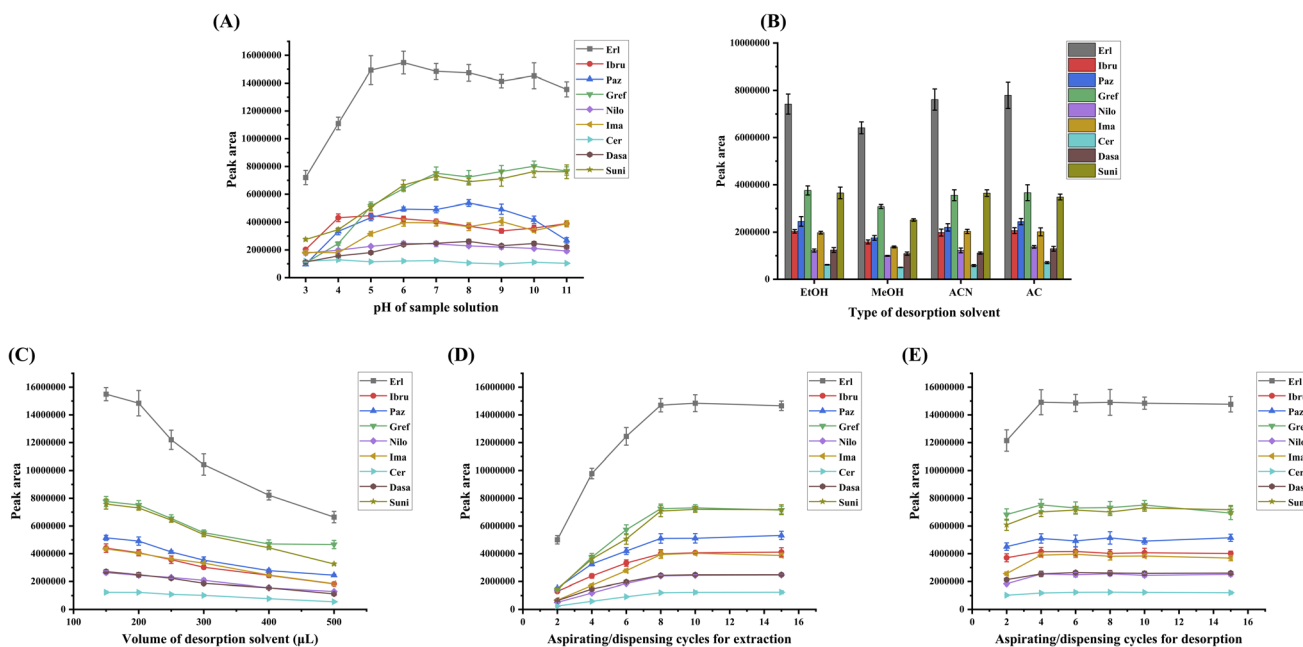 (A)
16000000
14000000
12000000
10000000
8000000
6000000
4000000
2000000
0
Peak area
3 4 5 6 7 8 9 10 11
pH of sample solution
Erl
Ibru
Paz
Gref
Nilo
Ima
Cer
Dasa
Suni
(B)
10000000
8000000
6000000
4000000
2000000
0
Peak area
EtOH MeOH ACN AC
Type of desorption solvent
Erl
Ibru
Paz
Gref
Nilo
Ima
Cer
Dasa
Suni
(C)
16000000
14000000
12000000
10000000
8000000
6000000
4000000
2000000
0
Peak area
100 200 300 400 500
Volume of desorption solvent (μL)
Erl
Ibru
Paz
Gref
Nilo
Ima
Cer
Dasa
Suni
(D)
16000000
14000000
12000000
10000000
8000000
6000000
4000000
2000000
0
Peak area
0 2 4 6 8 10 12 14 16
Aspirating/dispensing cycles for extraction
Erl
Ibru
Paz
Gref
Nilo
Ima
Cer
Dasa
Suni
(E)
16000000
14000000
12000000
10000000
8000000
6000000
4000000
2000000
0
Peak area
0 2 4 6 8 10 12 14 16
Aspirating/dispensing cycles for desorption
Erl
Ibru
Paz
Gref
Nilo
Ima
Cer
Dasa
Suni